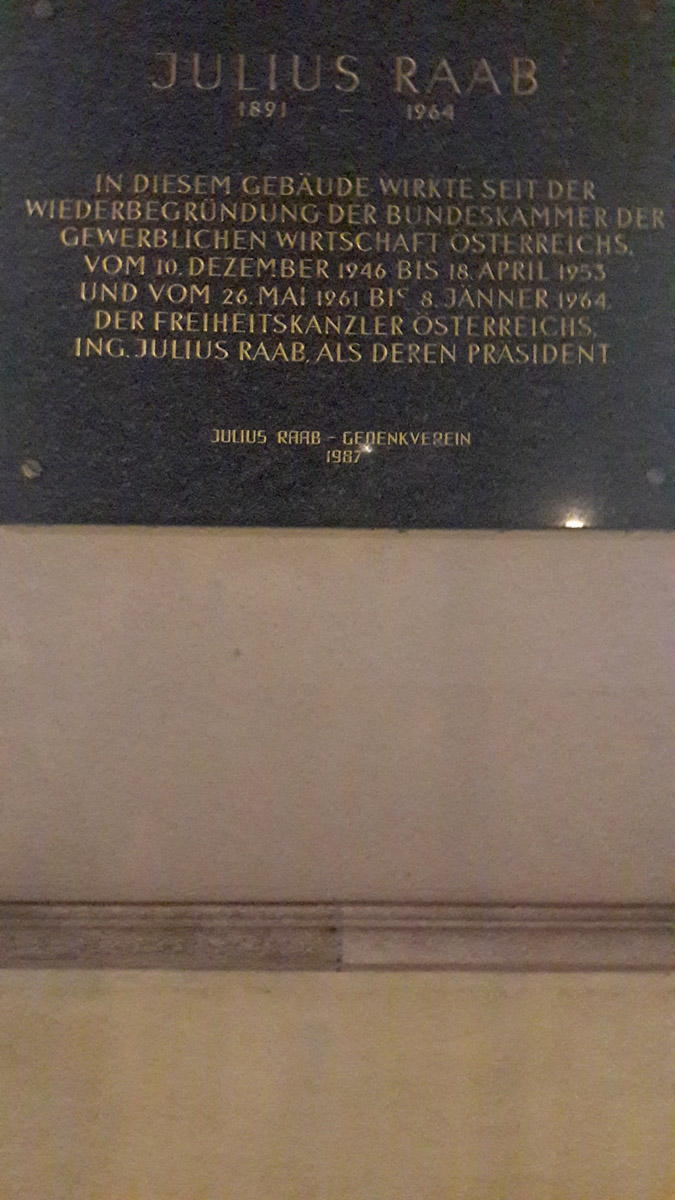 JULIUS RAAB
1891 – 1964
IN DIESEM GEBÄUDE WIRKTE SEIT DER
WIEDERBEGRÜNDUNG DER BUNDESKAMMER DER
GEWERBLICHEN WIRTSCHAFT ÖSTERREICHS,
VOM 10. DEZEMBER 1946 BIS 18. APRIL 1953
UND VOM 26. MAI 1961 BIS 8. JÄNNER 1964,
DER FREIHEITSKANZLER ÖSTERREICHS,
ING. JULIUS RAAB, ALS DEREN PRÄSIDENT
JULIUS RAAB – GEDENKVEREIN
1987